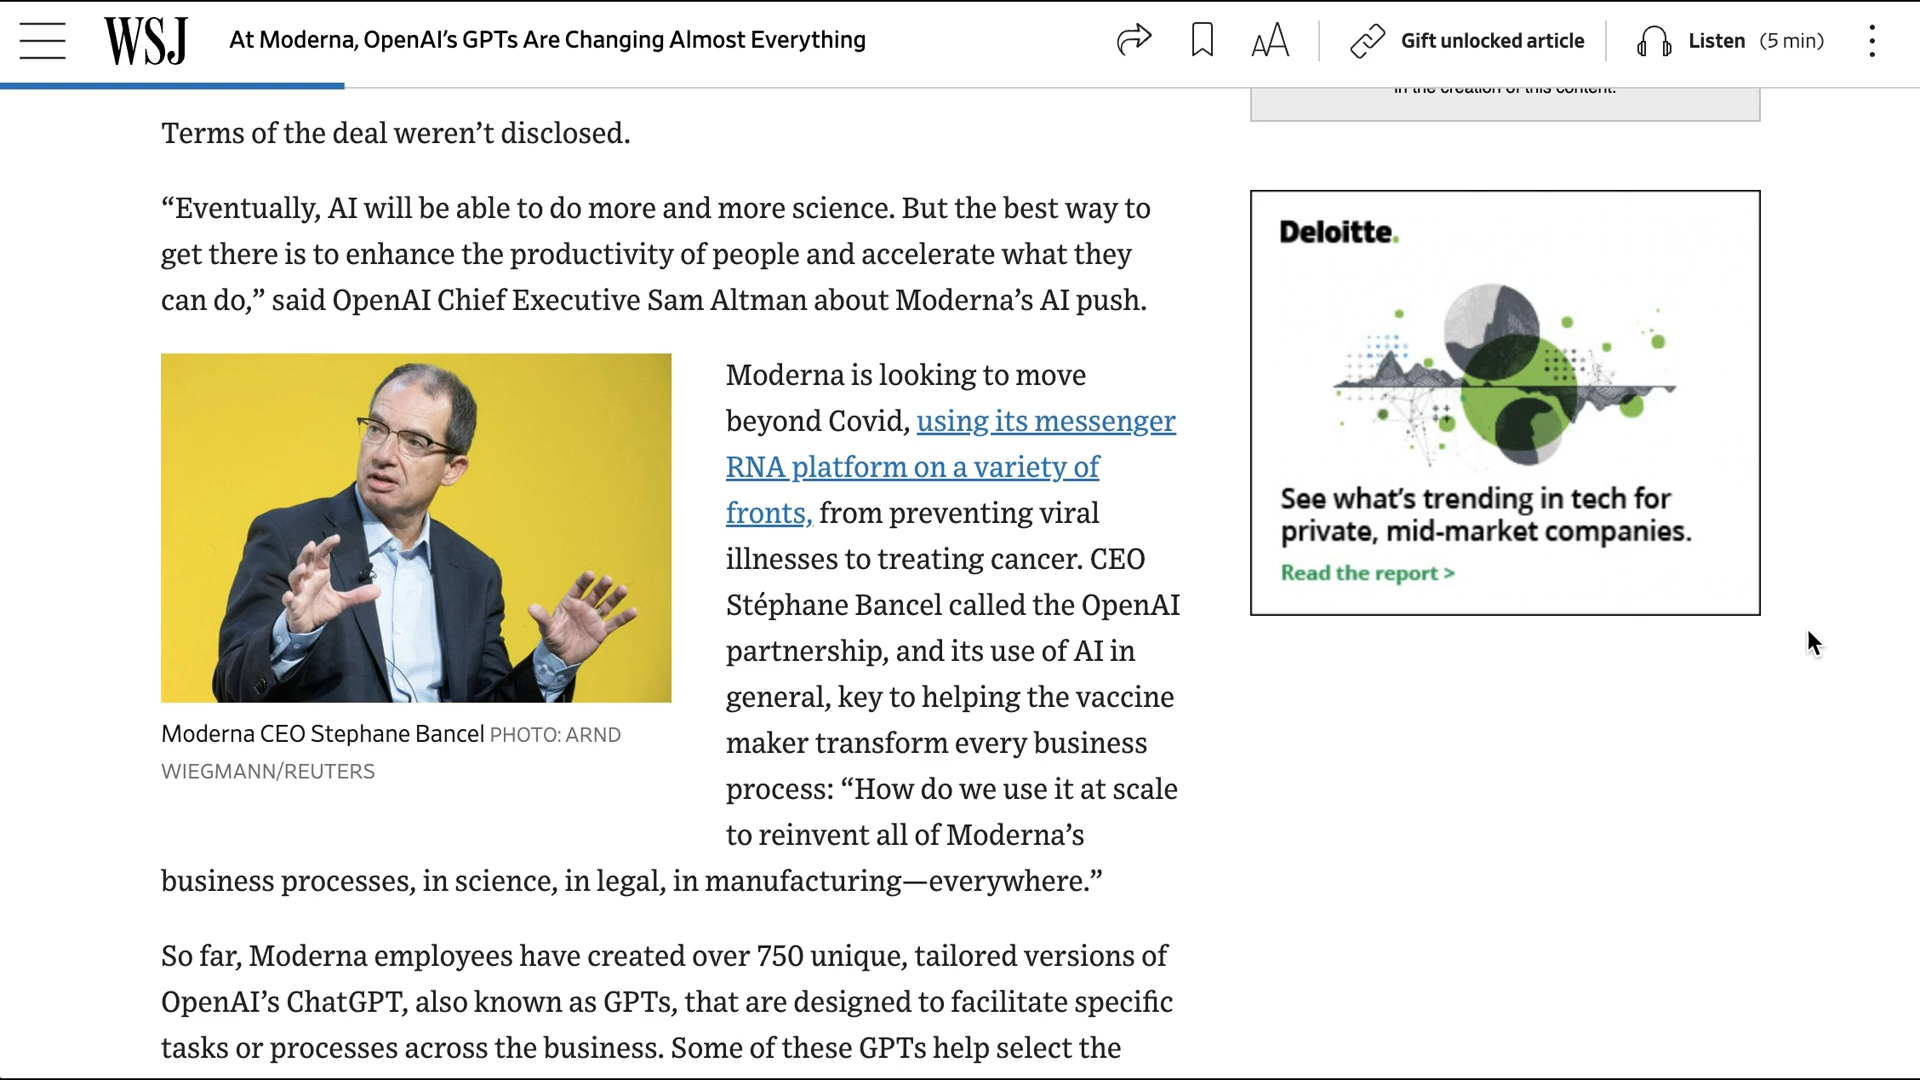 WSJ
At Moderna, OpenAI’s GPTs Are Changing Almost Everything
AA
Gift unlocked article
Listen (5 min)
in the creation of this content.
Terms of the deal weren’t disclosed.
“Eventually, AI will be able to do more and more science. But the best way to
get there is to enhance the productivity of people and accelerate what they
can do,” said OpenAI Chief Executive Sam Altman about Moderna’s AI push.
Moderna CEO Stephane Bancel PHOTO: ARND
WIEGMANN/REUTERS
Moderna is looking to move
beyond Covid, using its messenger
RNA platform on a variety of
fronts, from preventing viral
illnesses to treating cancer. CEO
Stéphane Bancel called the OpenAI
partnership, and its use of AI in
general, key to helping the vaccine
maker transform every business
process: “How do we use it at scale
to reinvent all of Moderna’s
business processes, in science, in legal, in manufacturing—everywhere.”
So far, Moderna employees have created over 750 unique, tailored versions of
OpenAI’s ChatGPT, also known as GPTs, that are designed to facilitate specific
tasks or processes across the business. Some of these GPTs help select the
Deloitte.
See what’s trending in tech for
private, mid-market companies.
Read the report >